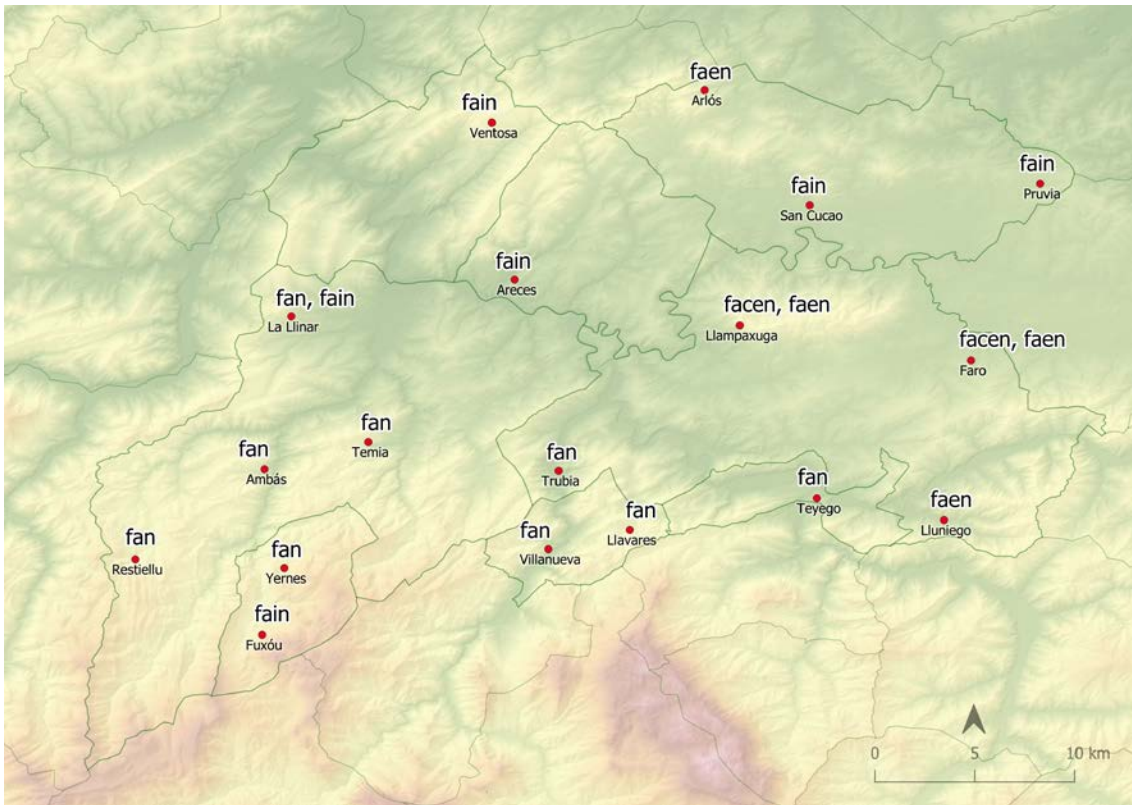 faen
Arlós
fain
Ventosa
fain
Pruvia
fain
San Cucao
fain
Areces
fan, fain
La Llinar
facen, faen
Llampaxuga
facen, faen
Faro
fan
Temia
fan
Ambás
fan
Trubia
fan
Teyego
faen
Lluniego
fan
Llavares
fan
Villanueva
fan
Restiellu
fan
Yernes
fain
Fuxóu
0 5 10 km